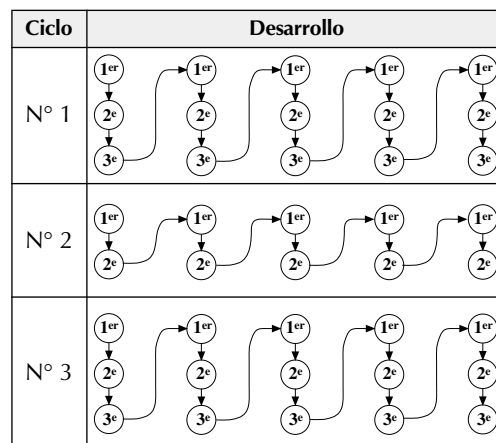 Ciclo Desarrollo
1er 1er 1er 1er 1er
N° 1 2e 2e 2e 2e 2e
3e 3e 3e 3e 3e
1er 1er 1er 1er 1er
N° 2
2e 2e 2e 2e 2e
1er 1er 1er 1er 1er
N° 3 2e 2e 2e 2e 2e
3e 3e 3e 3e 3e